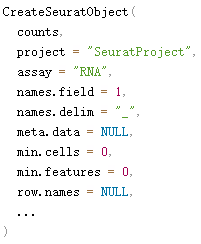 CreateSeuratObject(
  counts,
  project = "SeuratProject",
  assay = "RNA",
  names.field = 1,
  names.delim = "_",
  meta.data = NULL,
  min.cells = 0,
  min.features = 0,
  row.names = NULL,
  ...
)